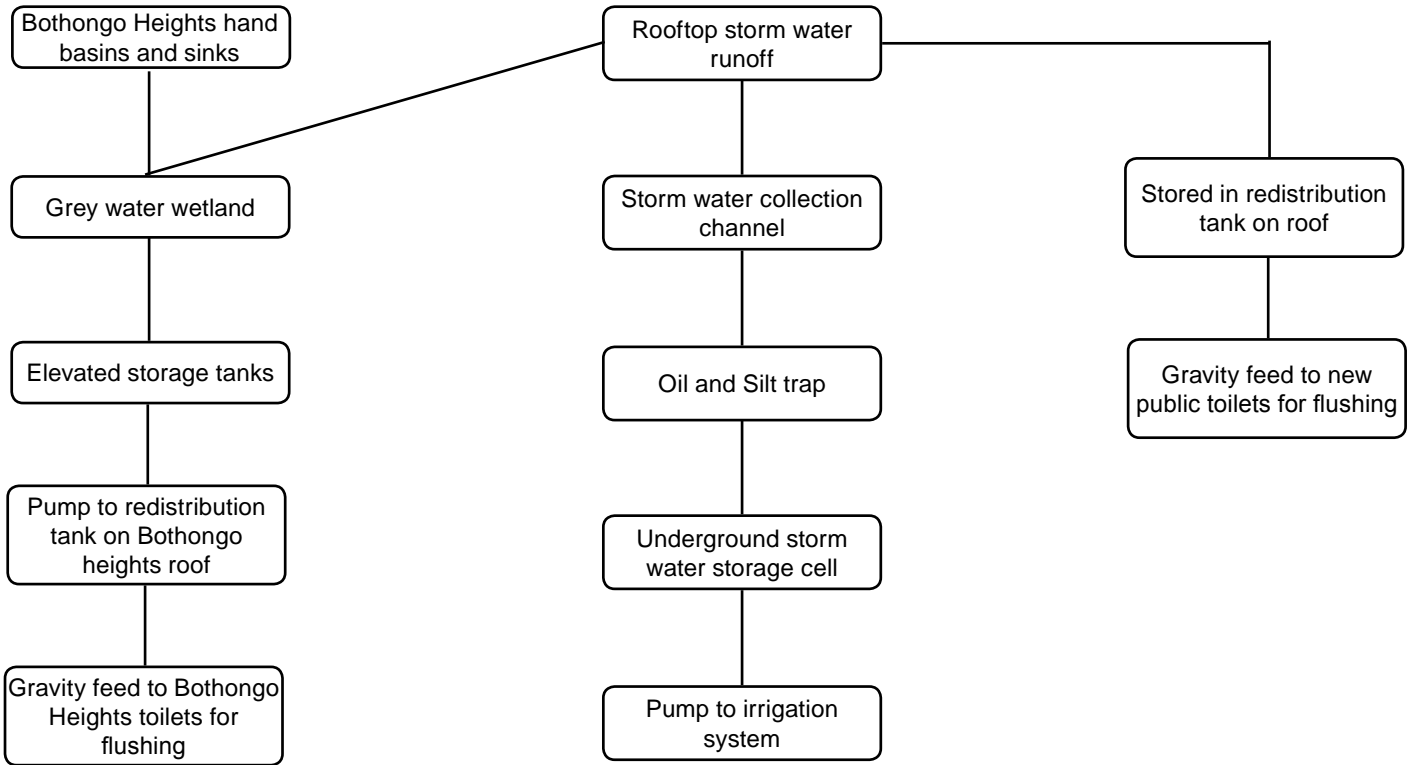 Bothongo Heights hand
basins and sinks
Rooftop storm water
runoff
Grey water wetland
Storm water collection
channel
Stored in redistribution
tank on roof
Elevated storage tanks
Oil and Silt trap
Gravity feed to new
public toilets for flushing
Pump to redistribution
tank on Bothongo
heights roof
Underground storm
water storage cell
Gravity feed to Bothongo
Heights toilets for
flushing
Pump to irrigation
system